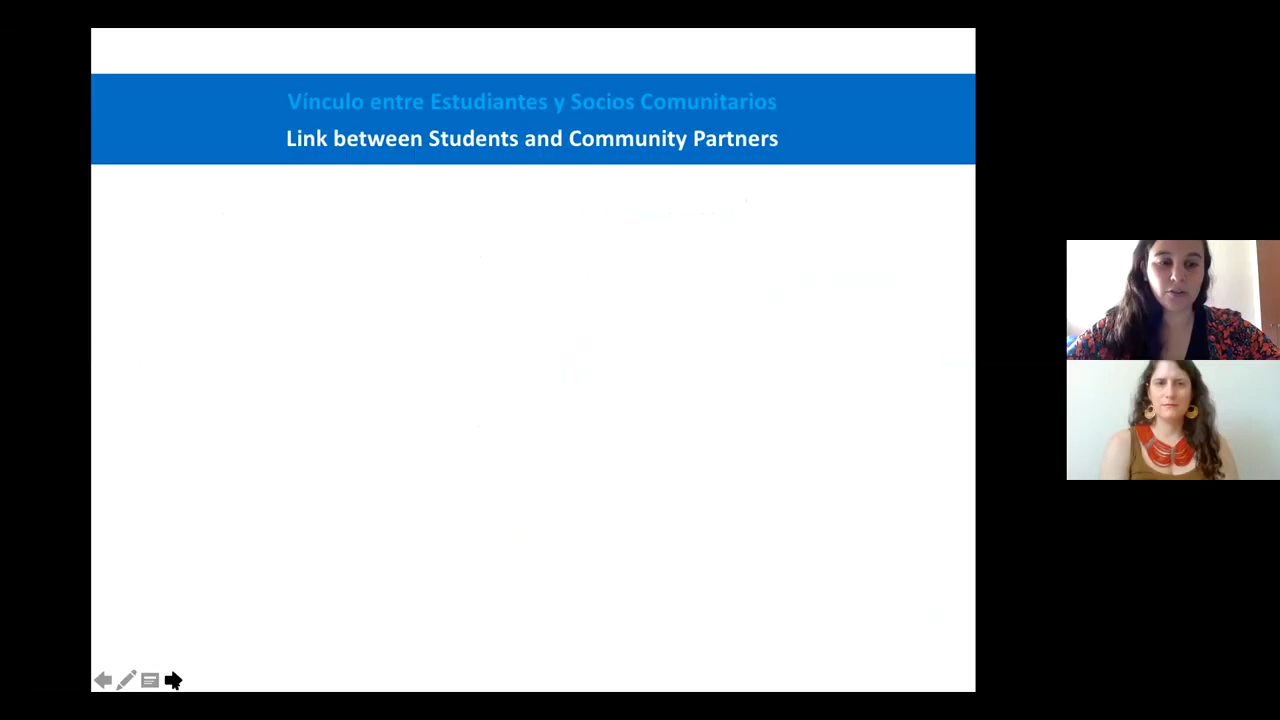 Vínculo entre Estudiantes y Socios Comunitarios
Link between Students and Community Partners